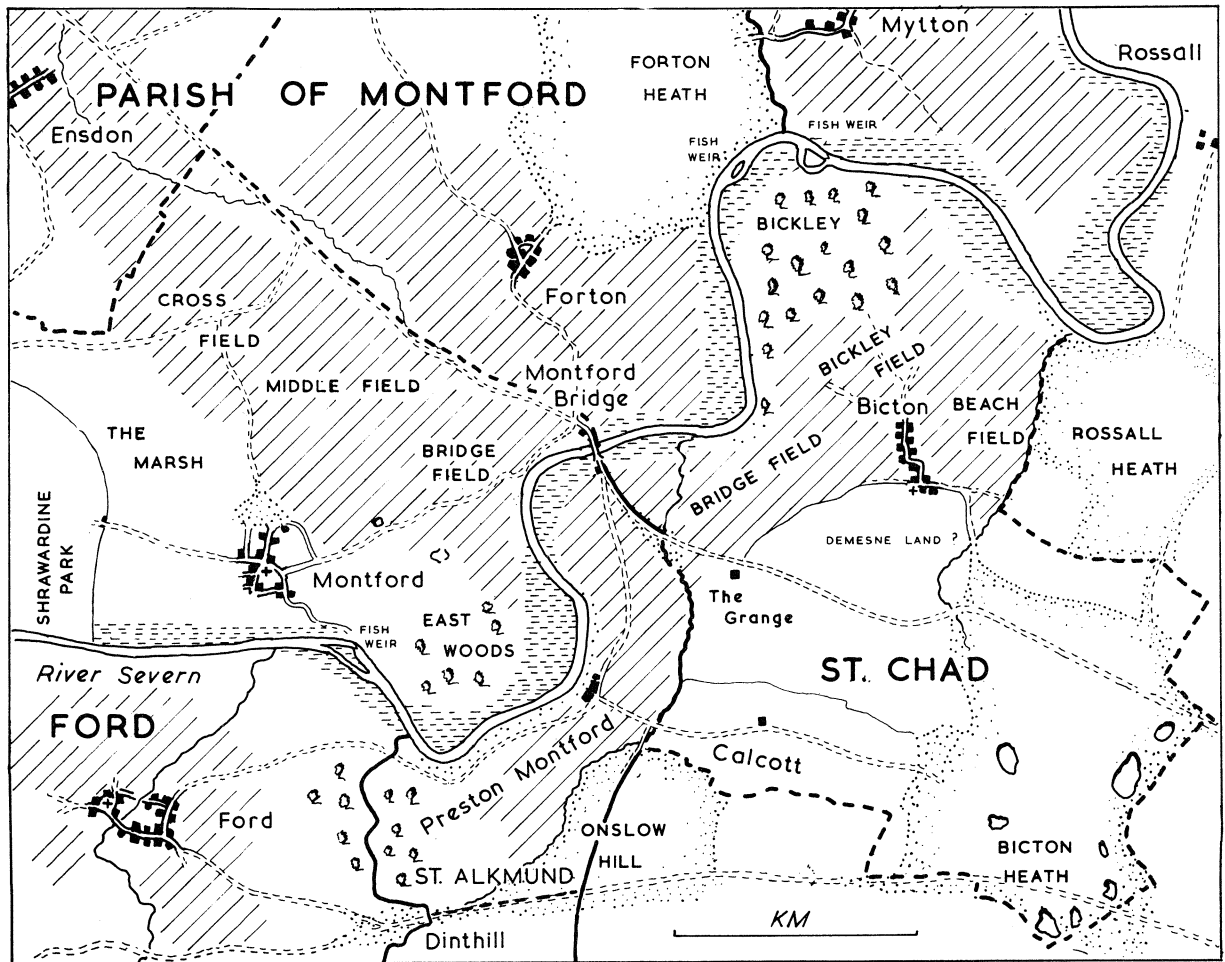 Mytton
Rossall
FORTON
HEATH
PARISH OF MONTFORD
Ensdon
FISH WEIR
FISH
WEIR
BICKLEY
CROSS
FIELD
Forton
MIDDLE FIELD
Montford
Bridge
BICKLEY
FIELD
Bicton
BEACH
FIELD
ROSSALL
HEATH
THE
MARSH
BRIDGE
FIELD
BRIDGE FIELD
SHRAWARDINE
PARK
DEMESNE LAND ?
Montford
The
Grange
EAST
WOODS
FISH
WEIR
River Severn
ST. CHAD
FORD
Calcott
Preston Montford
Ford
ONSLOW
HILL
BICTON
HEATH
ST. ALKMUND
KM
Dinthill